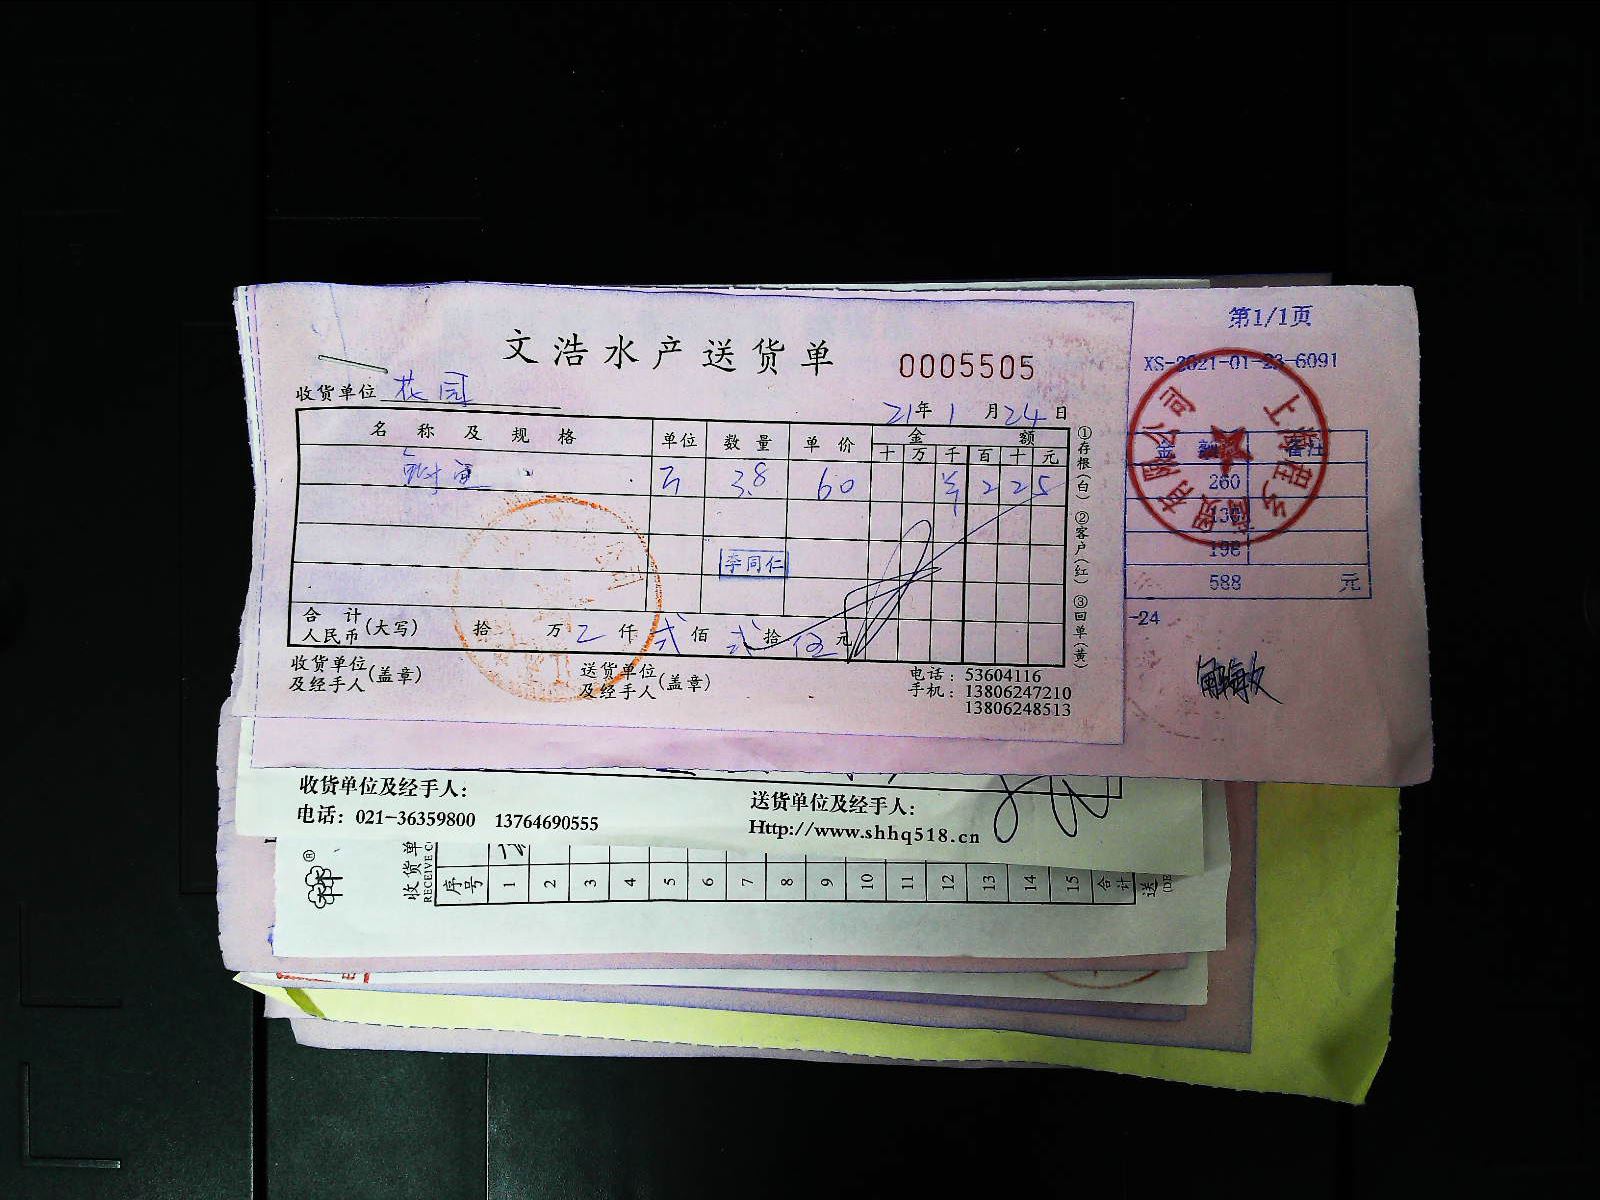 文浩水产送货单
0005505
收货单位 花园
21年1月24日
名称及规格 单位 数量 单价 金额
十 万 千 百 十 元
3.8 60 2 2 5
李同仁
合计
人民币(大写) 拾 万 仟 贰佰 贰拾 伍元
收货单位
及经手人(盖章)
送货单位
及经手人(盖章)
电话：53604116
手机：13806247210
13806248513
①存根(白) ②客户(红) ③回单(黄)
第1/1页
XS-2021-01-23-6091
金额 备注
260
198
588 元
-24
收货单位及经手人：
电话：021-36359800 13764690555
送货单位及经手人：
Http://www.shhq518.cn
收货单
RECEIVE C
序号 1 2 3 4 5 6 7 8 9 10 11 12 13 14 15 合计
送